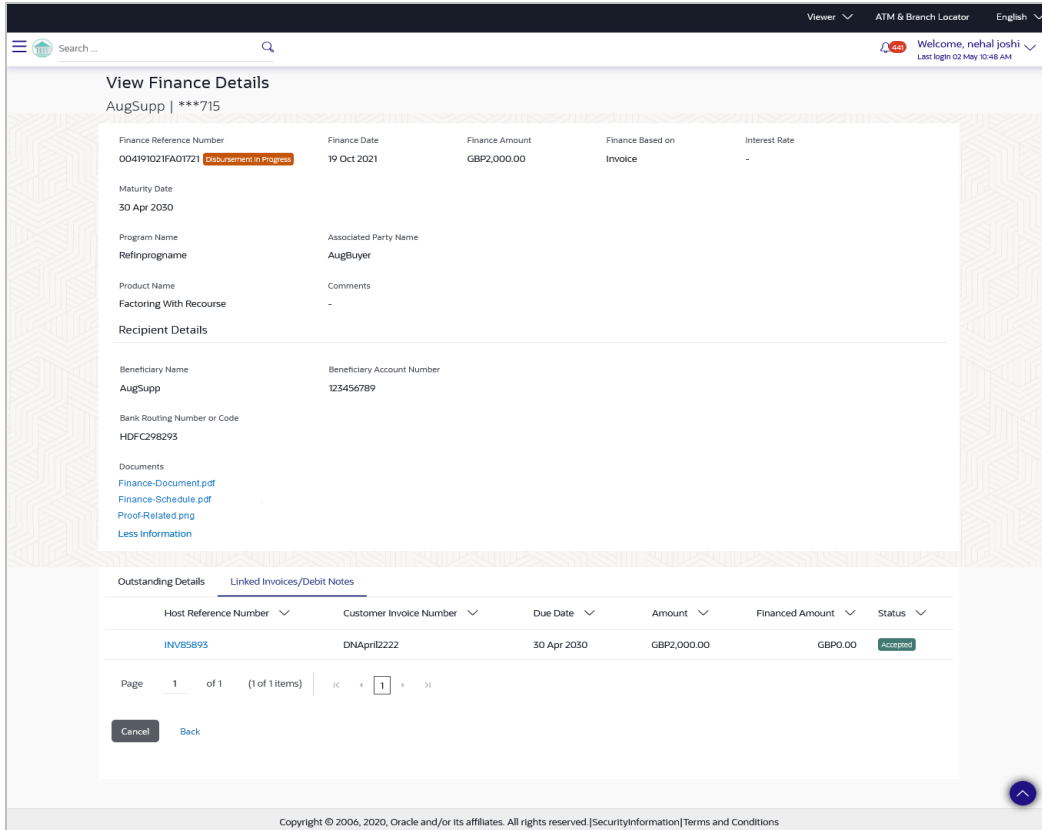 Viewer ATM & Branch Locator English
Search ... 441 Welcome, nehal joshi
Last login 02 May 10:48 AM
View Finance Details
AugSupp | ***715
Finance Reference Number Finance Date Finance Amount Finance Based on Interest Rate
004191021FA01721 Disbursement In Progress 19 Oct 2021 GBP2,000.00 Invoice -
Maturity Date
30 Apr 2030
Program Name Associated Party Name
Refinprogname AugBuyer
Product Name Comments
Factoring With Recourse -
Recipient Details
Beneficiary Name Beneficiary Account Number
AugSupp 123456789
Bank Routing Number or Code
HDFC298293
Documents
Finance-Document.pdf
Finance-Schedule.pdf
Proof-Related.png
Less Information
Outstanding Details Linked Invoices/Debit Notes
Host Reference Number Customer Invoice Number Due Date Amount Financed Amount Status
INV85893 DNApril2222 30 Apr 2030 GBP2,000.00 GBP0.00 Accepted
Page 1 of 1 (1 of 1 items) 1
Cancel Back
Copyright © 2006, 2020, Oracle and/or its affiliates. All rights reserved.|SecurityInformation|Terms and Conditions